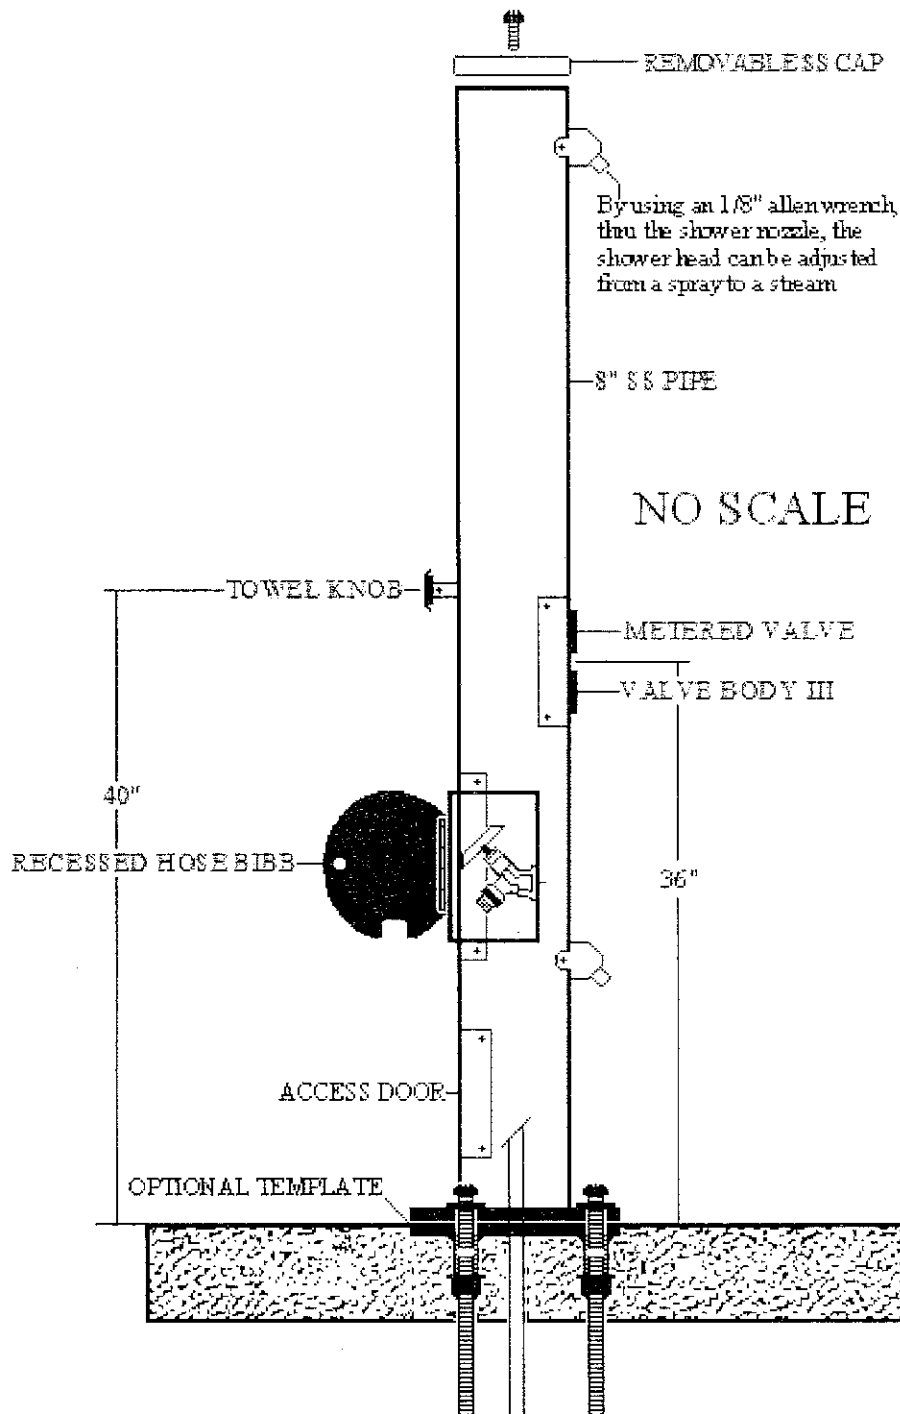 REMOVABLE SS CAP
By using an 1/8" allen wrench,
thru the shower nozzle, the
shower head can be adjusted
from a spray to a stream
8" SS PIPE
NO SCALE
TOWEL KNOB
METERED VALVE
VALVE BODY III
40"
RECESSED HOSE BIBB
36"
ACCESS DOOR
OPTIONAL TEMPLATE